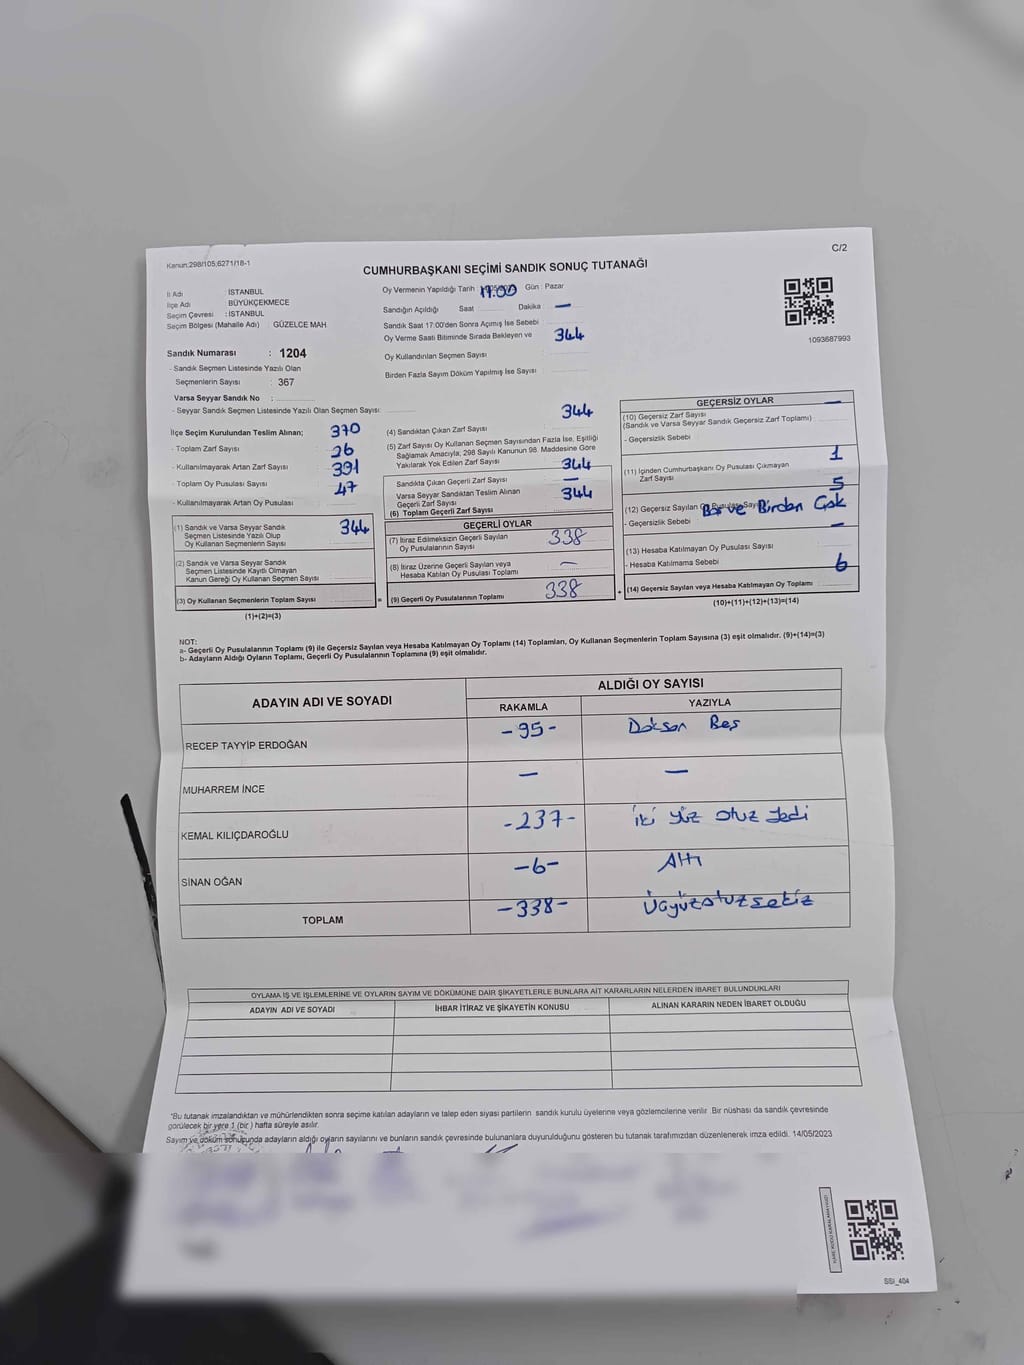 C/2
Kanun:298/105;6271/18-1
CUMHURBAŞKANI SEÇİMİ SANDIK SONUÇ TUTANAĞI
İl Adı : İSTANBUL
İlçe Adı : BÜYÜKÇEKMECE
Seçim Çevresi : İSTANBUL
Seçim Bölgesi (Mahalle Adı) : GÜZELCE MAH
Sandık Numarası : 1204
- Sandık Seçmen Listesinde Yazılı Olan
Seçmenlerin Sayısı : 367
Varsa Seyyar Sandık No :
- Seyyar Sandık Seçmen Listesinde Yazılı Olan Seçmen Sayısı:
Oy Vermenin Yapıldığı Tarih Gün : Pazar
17.00
Sandığın Açıldığı Saat Dakika : —
Sandık Saat 17:00'den Sonra Açımış İse Sebebi
Oy Verme Saati Bitiminde Sırada Bekleyen ve 344
Oy Kullandırılan Seçmen Sayısı
Birden Fazla Sayım Döküm Yapılmış İse Sayısı :
1093687993
İlçe Seçim Kurulundan Teslim Alınan; 370
- Toplam Zarf Sayısı 26
- Kullanılmayarak Artan Zarf Sayısı 391
- Toplam Oy Pusulası Sayısı 47
- Kullanılmayarak Artan Oy Pusulası
(1) Sandık ve Varsa Seyyar Sandık 344
Seçmen Listesinde Yazılı Olup
Oy Kullanan Seçmenlerin Sayısı
(2) Sandık ve Varsa Seyyar Sandık
Seçmen Listesinde Kayıtlı Olmayan
Kanun Gereği Oy Kullanan Seçmen Sayısı
(3) Oy Kullanan Seçmenlerin Toplam Sayısı
(1)+(2)=(3)
344
(4) Sandıktan Çıkan Zarf Sayısı
(5) Zarf Sayısı Oy Kullanan Seçmen Sayısından Fazla İse, Eşitliği
Sağlamak Amacıyla, 298 Sayılı Kanunun 98. Maddesine Göre
Yakılarak Yok Edilen Zarf Sayısı 344
Sandıkta Çıkan Geçerli Zarf Sayısı —
Varsa Seyyar Sandıktan Teslim Alınan 344
Geçerli Zarf Sayısı
(6) Toplam Geçerli Zarf Sayısı
GEÇERLİ OYLAR
(7) İtiraz Edilmeksizin Geçerli Sayılan 338
Oy Pusulalarının Sayısı
(8) İtiraz Üzerine Geçerli Sayılan veya —
Hesaba Katılan Oy Pusulası Toplamı
= (9) Geçerli Oy Pusulalarının Toplamı 338
GEÇERSİZ OYLAR —
(10) Geçersiz Zarf Sayısı
(Sandık ve Varsa Seyyar Sandık Geçersiz Zarf Toplamı)
- Geçersizlik Sebebi
1
(11) İçinden Cumhurbaşkanı Oy Pusulası Çıkmayan
Zarf Sayısı 5
(12) Geçersiz Sayılan Oy Pusulası Sayısı
- Geçersizlik Sebebi Boş ve Birden Çok
—
(13) Hesaba Katılmayan Oy Pusulası Sayısı
- Hesaba Katılmama Sebebi 6
+ (14) Geçersiz Sayılan veya Hesaba Katılmayan Oy Toplamı
(10)+(11)+(12)+(13)=(14)
NOT:
a- Geçerli Oy Pusulalarının Toplamı (9) ile Geçersiz Sayılan veya Hesaba Katılmayan Oy Toplamı (14) Toplamları, Oy Kullanan Seçmenlerin Toplam Sayısına (3) eşit olmalıdır. (9)+(14)=(3)
b- Adayların Aldığı Oyların Toplamı, Geçerli Oy Pusulalarının Toplamına (9) eşit olmalıdır.
ADAYIN ADI VE SOYADI ALDIĞI OY SAYISI
RAKAMLA YAZIYLA
RECEP TAYYİP ERDOĞAN -95- Doksan Beş
MUHARREM İNCE — —
KEMAL KILIÇDAROĞLU -237- iki yüz otuz yedi
SİNAN OĞAN -6- Altı
TOPLAM -338- Üçyüzotuzsekiz
OYLAMA İŞ VE İŞLEMLERİNE VE OYLARIN SAYIM VE DÖKÜMÜNE DAİR ŞİKAYETLERLE BUNLARA AİT KARARLARIN NELERDEN İBARET BULUNDUKLARI
ADAYIN ADI VE SOYADI İHBAR İTİRAZ VE ŞİKAYETİN KONUSU ALINAN KARARIN NEDEN İBARET OLDUĞU
"Bu tutanak imzalandıktan ve mühürlendikten sonra seçime katılan adayların ve talep eden siyasi partilerin sandık kurulu üyelerine veya gözlemcilerine verilir. Bir nüshası da sandık çevresinde
görülecek bir yere 1 (bir) hafta süreyle asılır.
Sayım ve döküm sonuçunda adayların aldığı oyların sayılarını ve bunların sandık çevresinde bulunanlara duyurulduğunu gösteren bu tutanak tarafımızdan düzenlenerek imza edildi. 14/05/2023
SSİ_404